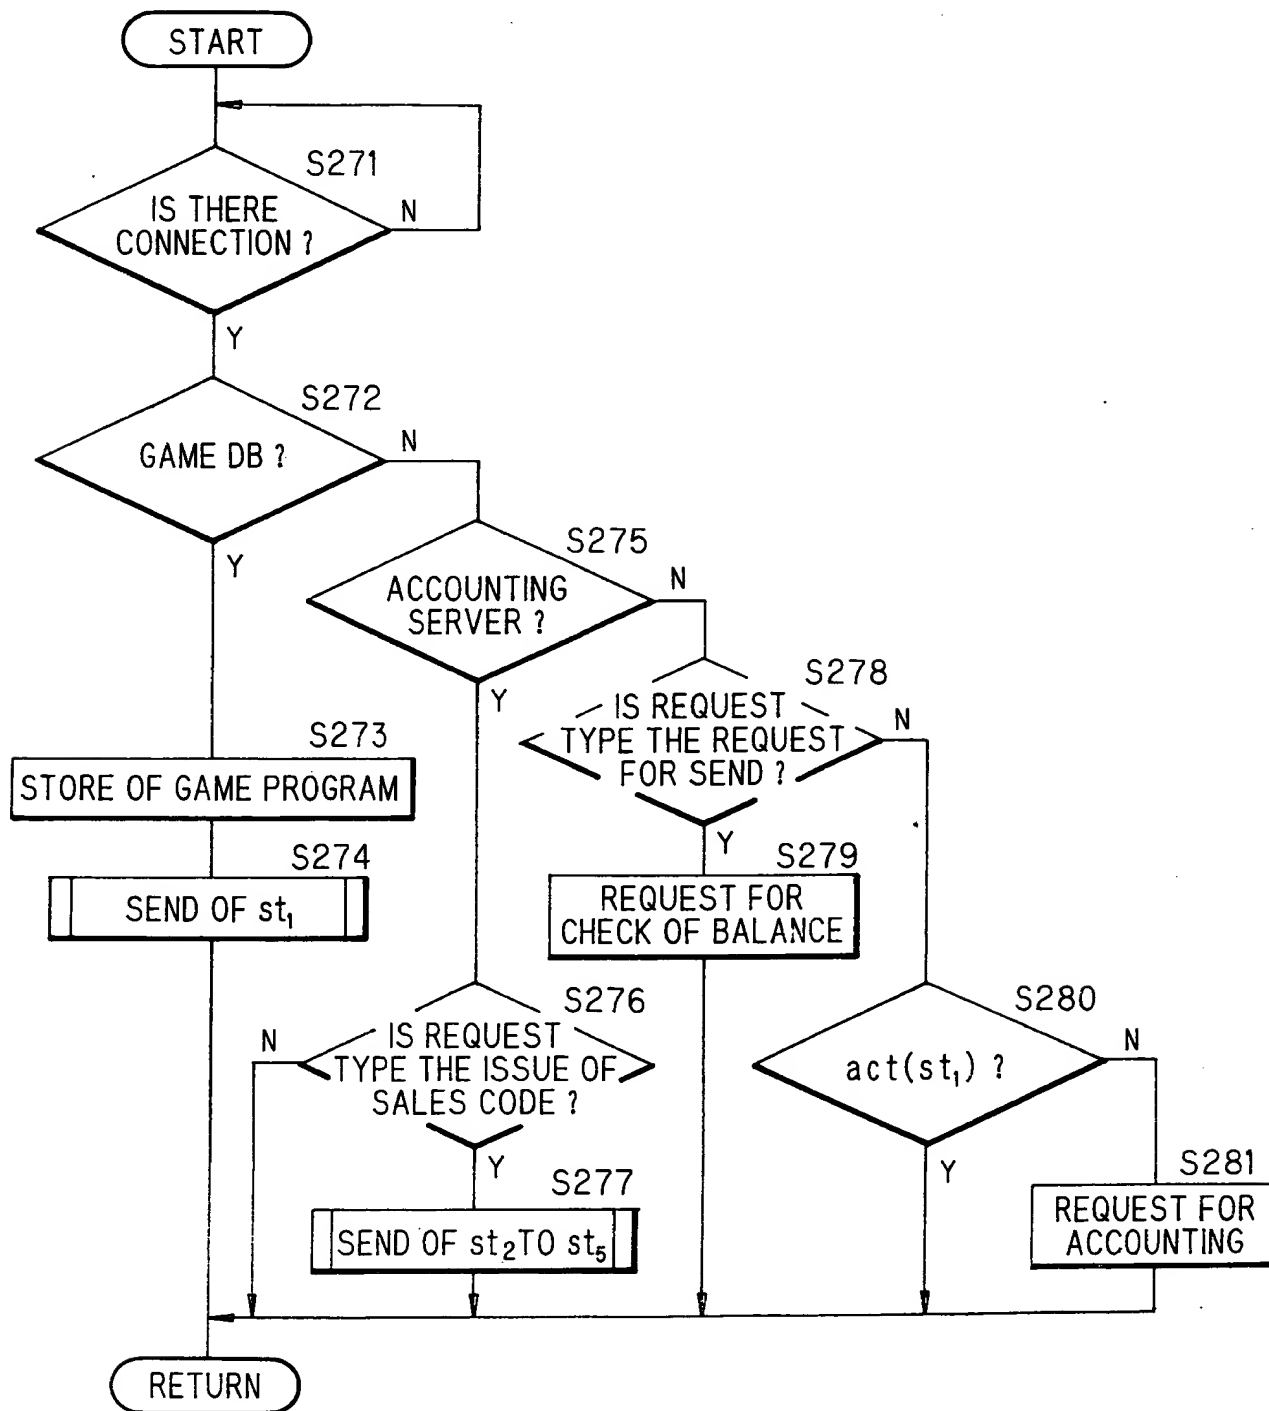 START
S271
IS THERE
CONNECTION ?
N
Y
S272
GAME DB ?
N
Y
S275
ACCOUNTING
SERVER ?
N
Y
S278
IS REQUEST
TYPE THE REQUEST
FOR SEND ?
N
Y
S273
STORE OF GAME PROGRAM
S274
SEND OF st₁
S279
REQUEST FOR
CHECK OF BALANCE
S276
IS REQUEST
TYPE THE ISSUE OF
SALES CODE ?
N
Y
S280
act(st₁) ?
N
Y
S277
SEND OF st₂ TO st₅
S281
REQUEST FOR
ACCOUNTING
RETURN